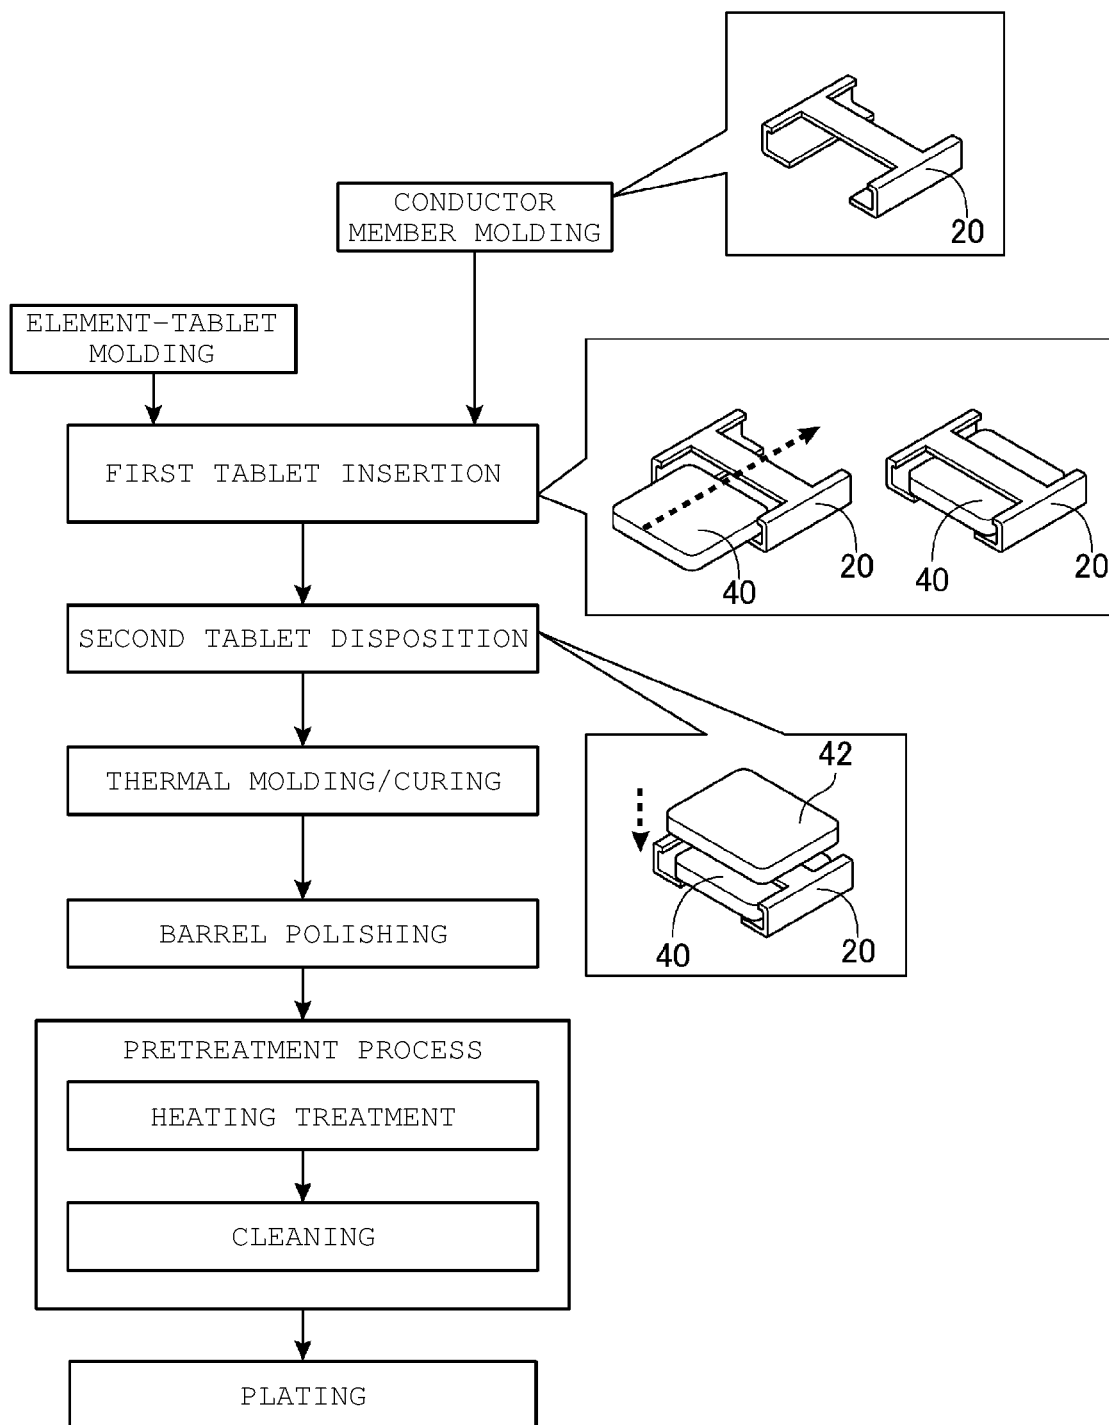 CONDUCTOR
MEMBER MOLDING
20
ELEMENT-TABLET
MOLDING
FIRST TABLET INSERTION
40
20
40
20
SECOND TABLET DISPOSITION
42
40
20
THERMAL MOLDING/CURING
BARREL POLISHING
PRETREATMENT PROCESS
HEATING TREATMENT
CLEANING
PLATING